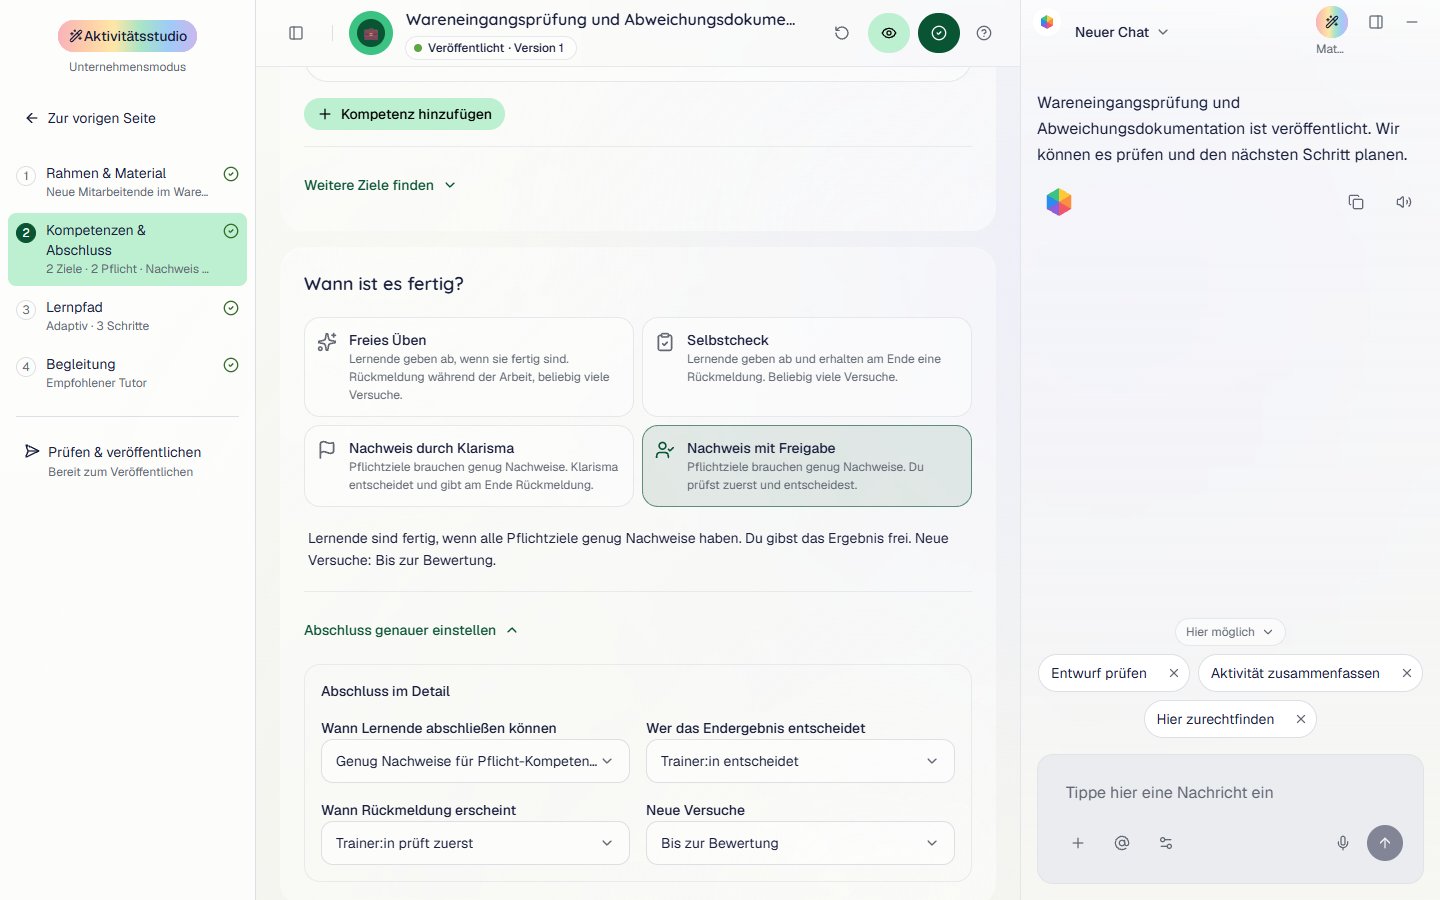 Aktivitätsstudio
Unternehmensmodus
Zur vorigen Seite
1
Rahmen & Material
Neue Mitarbeitende im Ware...
2
Kompetenzen &
Abschluss
2 Ziele · 2 Pflicht · Nachweis ...
3
Lernpfad
Adaptiv · 3 Schritte
4
Begleitung
Empfohlener Tutor
Prüfen & veröffentlichen
Bereit zum Veröffentlichen
Wareneingangsprüfung und Abweichungsdokume...
Veröffentlicht · Version 1
Kompetenz hinzufügen
Weitere Ziele finden
Wann ist es fertig?
Freies Üben
Lernende geben ab, wenn sie fertig sind.
Rückmeldung während der Arbeit, beliebig viele
Versuche.
Selbstcheck
Lernende geben ab und erhalten am Ende eine
Rückmeldung. Beliebig viele Versuche.
Nachweis durch Klarisma
Pflichtziele brauchen genug Nachweise. Klarisma
entscheidet und gibt am Ende Rückmeldung.
Nachweis mit Freigabe
Pflichtziele brauchen genug Nachweise. Du
prüfst zuerst und entscheidest.
Lernende sind fertig, wenn alle Pflichtziele genug Nachweise haben. Du gibst das Ergebnis frei. Neue
Versuche: Bis zur Bewertung.
Abschluss genauer einstellen
Abschluss im Detail
Wann Lernende abschließen können
Genug Nachweise für Pflicht-Kompeten...
Wer das Endergebnis entscheidet
Trainer:in entscheidet
Wann Rückmeldung erscheint
Trainer:in prüft zuerst
Neue Versuche
Bis zur Bewertung
Neuer Chat
Mat...
Wareneingangsprüfung und
Abweichungsdokumentation ist veröffentlicht. Wir
können es prüfen und den nächsten Schritt planen.
Hier möglich
Entwurf prüfen
Aktivität zusammenfassen
Hier zurechtfinden
Tippe hier eine Nachricht ein